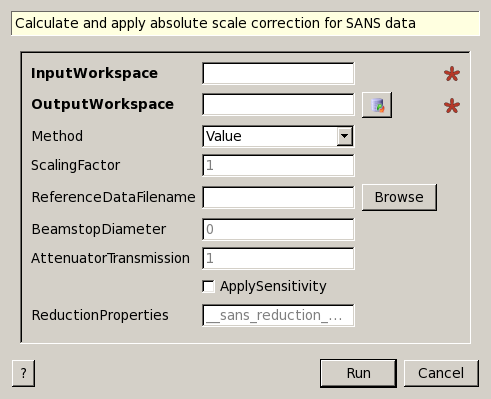 Calculate and apply absolute scale correction for SANS data
InputWorkspace
OutputWorkspace
Method Value
ScalingFactor 1
ReferenceDataFilename Browse
BeamstopDiameter 0
AttenuatorTransmission 1
ApplySensitivity
ReductionProperties __sans_reduction_...
? Run Cancel